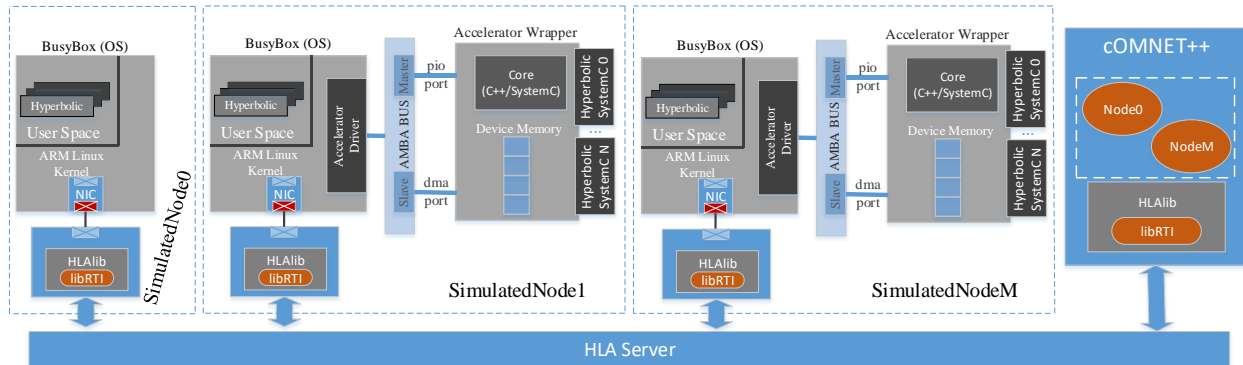 BusyBox (OS)
Hyperbolic
User Space
ARM Linux
Kernel
NIC
HLAlib
libRTI
SimulatedNode0
BusyBox (OS)
Hyperbolic
User Space
ARM Linux
Kernel
NIC
HLAlib
libRTI
Accelerator
Driver
AMBA BUS
Master
Slave
pio
port
dma
port
Accelerator Wrapper
Core
(C++/SystemC)
Device Memory
Hyperbolic
SystemC 0
...
Hyperbolic
SystemC N
SimulatedNode1
BusyBox (OS)
Hyperbolic
User Space
ARM Linux
Kernel
NIC
HLAlib
libRTI
Accelerator
Driver
AMBA BUS
Master
Slave
pio
port
dma
port
Accelerator Wrapper
Core
(C++/SystemC)
Device Memory
Hyperbolic
SystemC 0
...
Hyperbolic
SystemC N
SimulatedNodeM
cOMNET++
Node0
NodeM
HLAlib
libRTI
HLA Server